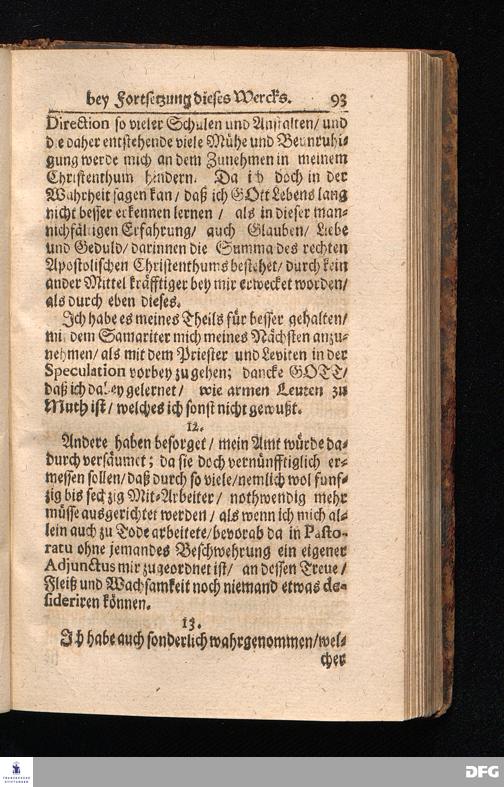 bey Fortsetzung dieses Wercks. 93
Direction so vieler Schulen und Anstalten/ und
die daher entstehende viele Mühe und Beunruhi-
gung werde mich an dem Zunehmen in meinem
Christenthum hindern. Da ich doch in der
Wahrheit sagen kan/ daß ich GOtt Lebens lang
nicht besser erkennen lernen/ als in dieser man-
nichfältigen Erfahrung/ auch Glauben/ Liebe
und Geduld/ darinnen die Summa des rechten
Apostolischen Christenthums bestehet/ durch kein
ander Mittel kräfftiger bey mir erwecket worden/
als durch eben dieses.
Ich habe es meines Theils für besser gehalten/
mit dem Samariter mich meines Nächsten anzu-
nehmen/ als mit dem Priester und Leviten in der
Speculation vorbey zu gehen; dancke GOTT/
daß ich dabey gelernet/ wie armen Leuten zu
Muth ist/ welches ich sonst nicht gewußt.
12.
Andere haben besorget/ mein Amt würde da-
durch versäumet; da sie doch vernünfftiglich er-
messen sollen/ daß durch so viele/ nemlich wol funf-
zig bis sechzig Mit-Arbeiter/ nothwendig mehr
müsse ausgerichtet werden/ als wenn ich mich al-
lein auch zu Tode arbeitete/ bevorab da in Pasto-
ratu ohne jemandes Beschwehrung ein eigener
Adjunctus mir zugeordnet ist/ an dessen Treue/
Fleiß und Wachsamkeit noch niemand etwas de-
sideriren können.
13.
Ich habe auch sonderlich wahrgenommen/ wel-
cher
FRANCKESCHE
STIFTUNGEN
DFG